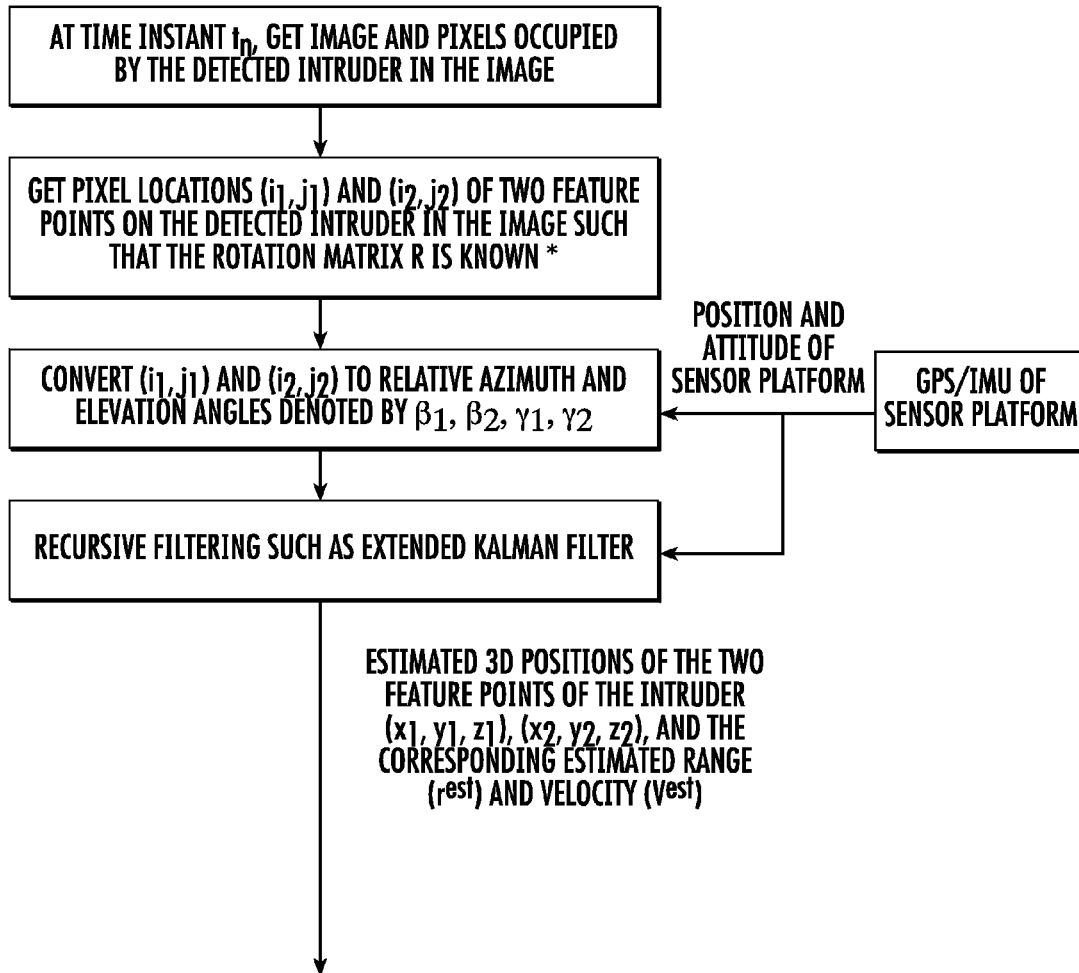 AT TIME INSTANT tn, GET IMAGE AND PIXELS OCCUPIED
BY THE DETECTED INTRUDER IN THE IMAGE
GET PIXEL LOCATIONS (i1,j1) AND (i2,j2) OF TWO FEATURE
POINTS ON THE DETECTED INTRUDER IN THE IMAGE SUCH
THAT THE ROTATION MATRIX R IS KNOWN *
POSITION AND
ATTITUDE OF
SENSOR PLATFORM
CONVERT (i1,j1) AND (i2,j2) TO RELATIVE AZIMUTH AND
ELEVATION ANGLES DENOTED BY β1, β2, γ1, γ2
GPS/IMU OF
SENSOR PLATFORM
RECURSIVE FILTERING SUCH AS EXTENDED KALMAN FILTER
ESTIMATED 3D POSITIONS OF THE TWO
FEATURE POINTS OF THE INTRUDER
(x1, y1, z1), (x2, y2, z2), AND THE
CORRESPONDING ESTIMATED RANGE
(rest) AND VELOCITY (Vest)